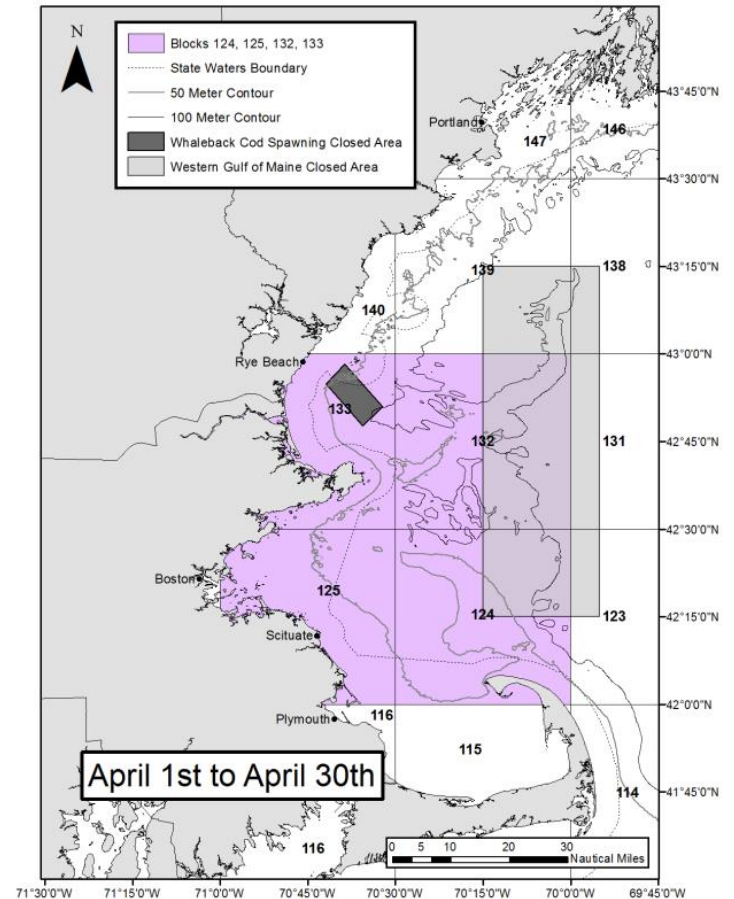 N
Blocks 124, 125, 132, 133
State Waters Boundary
50 Meter Contour
100 Meter Contour
Whaleback Cod Spawning Closed Area
Western Gulf of Maine Closed Area
43°45'0"N
Portland
146
147
43°30'0"N
139
138
43°15'0"N
140
Rye Beach
43°0'0"N
133
132
131
42°45'0"N
42°30'0"N
Boston
125
124
123
42°15'0"N
Scituate
42°0'0"N
Plymouth
116
115
April 1st to April 30th
114
41°45'0"N
116
0 5 10 20 30
Nautical Miles
71°30'0"W 71°15'0"W 71°0'0"W 70°45'0"W 70°30'0"W 70°15'0"W 70°0'0"W 69°45'0"W